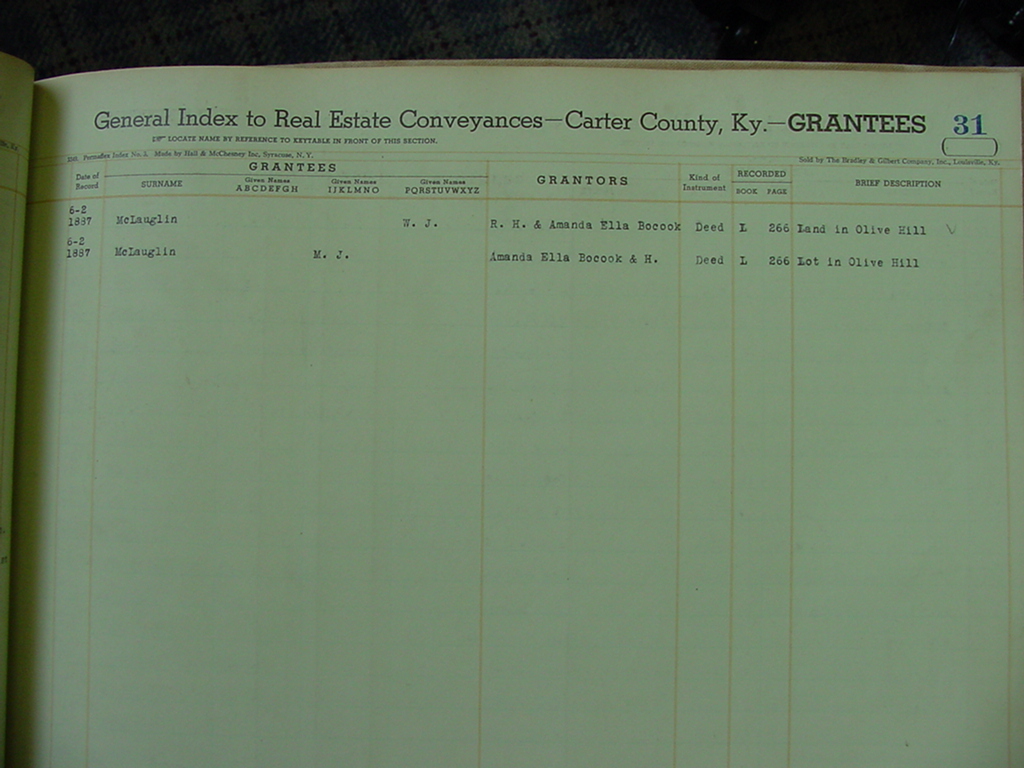 General Index to Real Estate Conveyances—Carter County, Ky.—GRANTEES 31
LOCATE NAME BY REFERENCE TO KEYTABLE IN FRONT OF THIS SECTION.
Index No. Made by Hall & McChesney Inc, Syracuse, N. Y. Sold by The Bradley & Gilbert Company, Inc., Louisville, Ky.
Date of Record GRANTEES GRANTORS Kind of Instrument RECORDED BRIEF DESCRIPTION
SURNAME Given Names ABCDEFGH Given Names IJKLMNO Given Names PQRSTUVWXYZ BOOK PAGE
6-2
1887 McLauglin W. J. R. H. & Amanda Ella Bocook Deed L 266 Land in Olive Hill
6-2
1887 McLauglin M. J. Amanda Ella Bocook & H. Deed L 266 Lot in Olive Hill